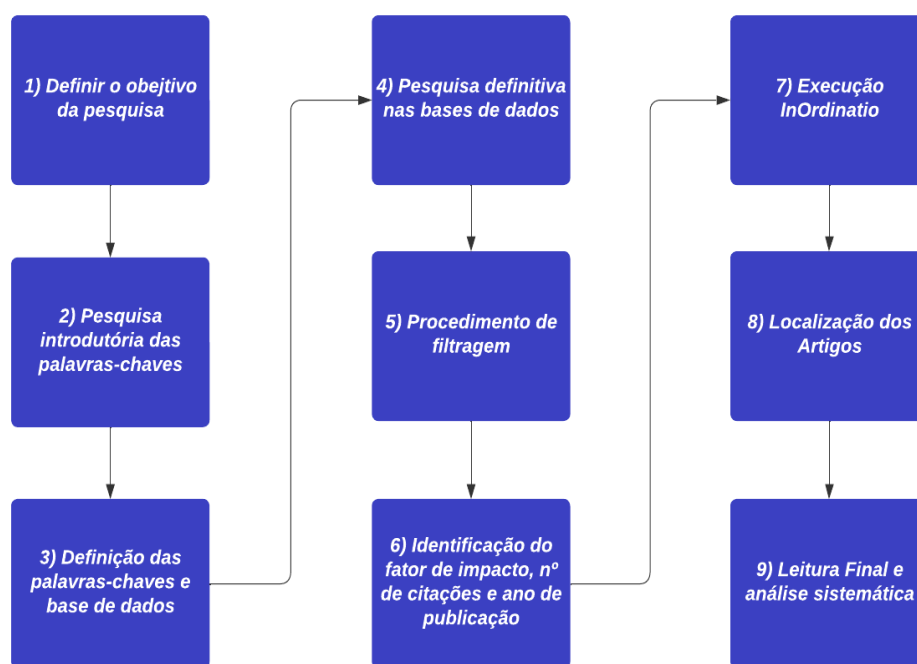 1) Definir o obejtivo
da pesquisa
2) Pesquisa
introdutória das
palavras-chaves
3) Definição das
palavras-chaves e
base de dados
4) Pesquisa definitiva
nas bases de dados
5) Procedimento de
filtragem
6) Identificação do
fator de impacto, nº
de citações e ano de
publicação
7) Execução
InOrdinatio
8) Localização dos
Artigos
9) Leitura Final e
análise sistemática